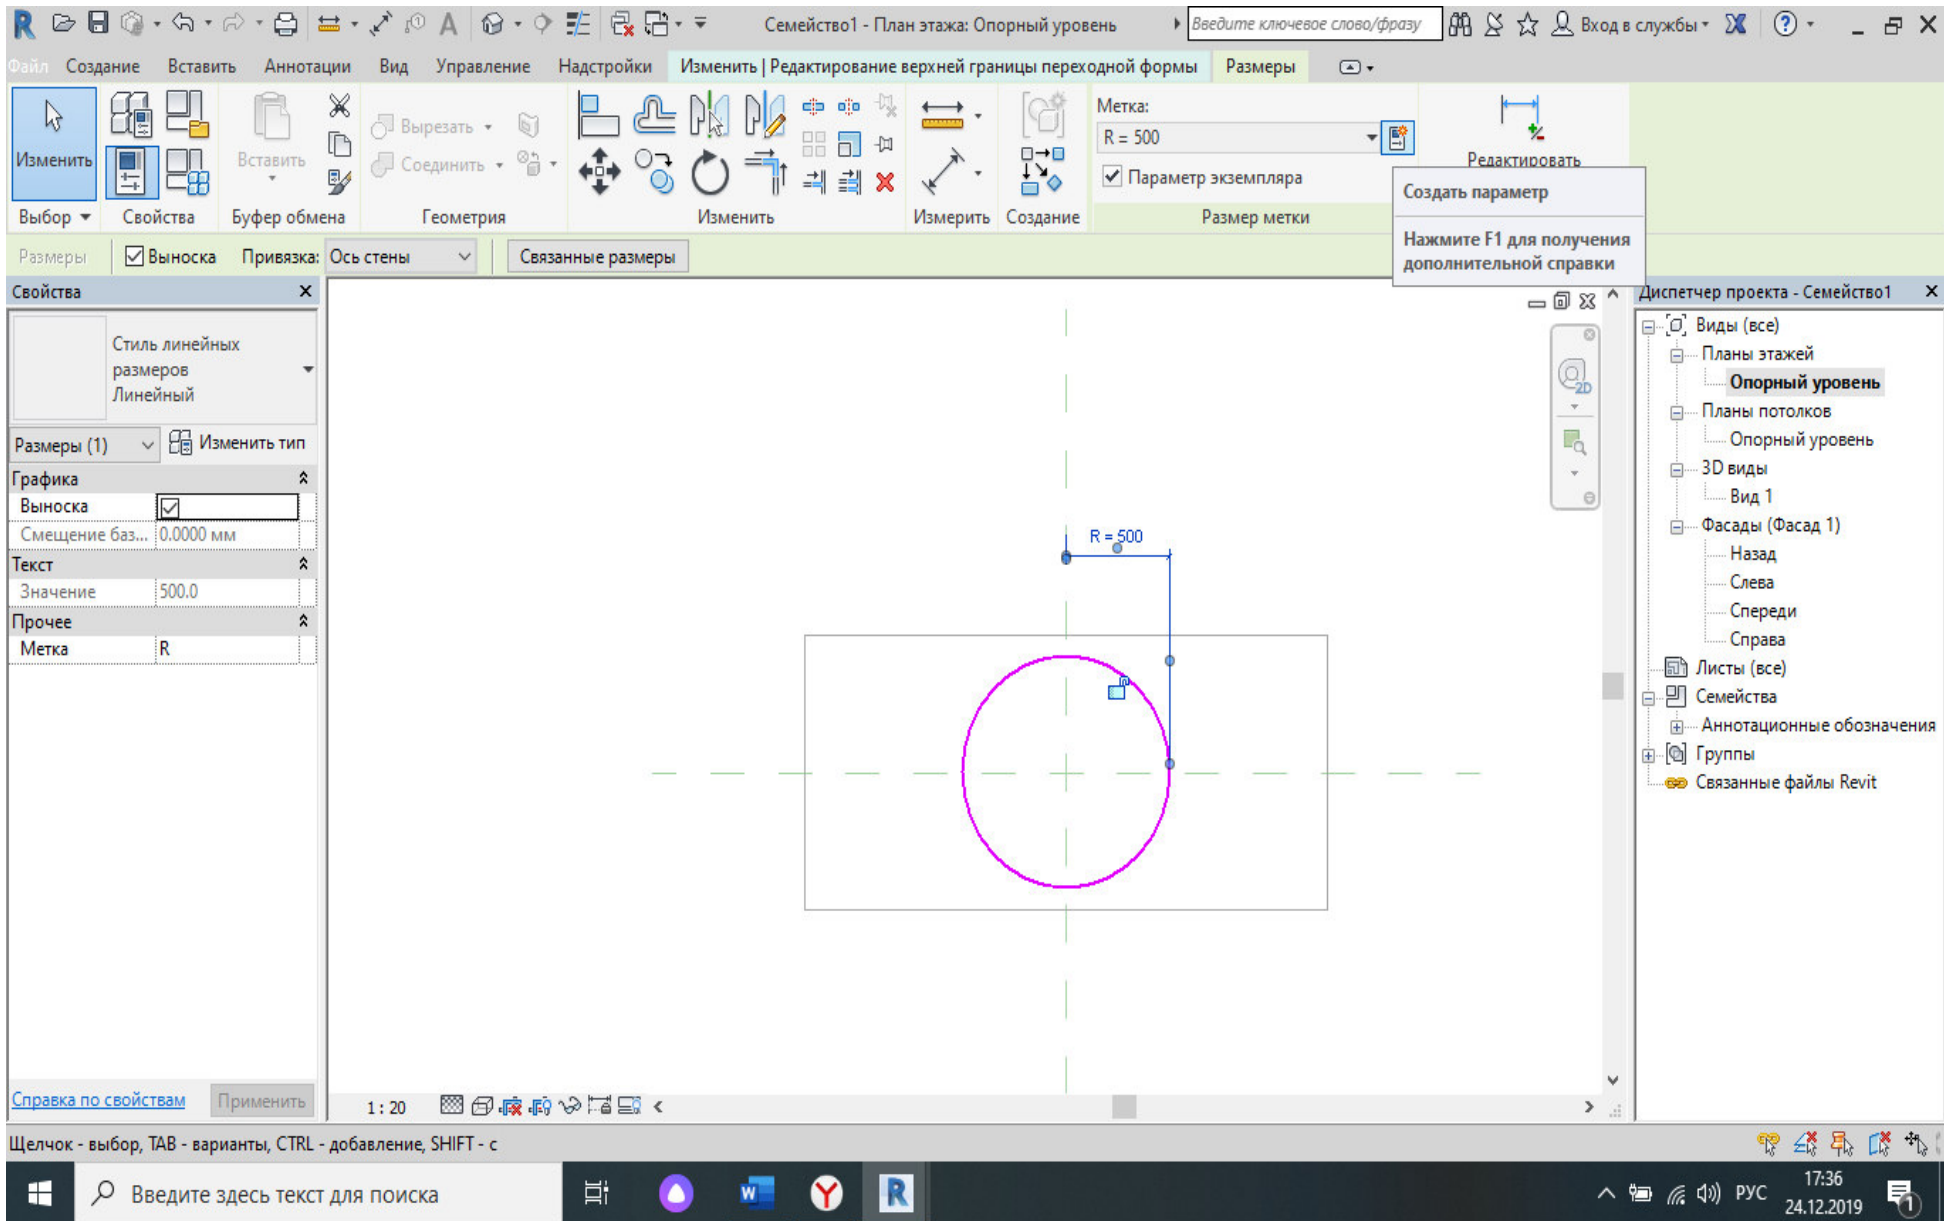 Семейство1 - План этажа: Опорный уровень
Введите ключевое слово/фразу
Вход в службы
Файл Создание Вставить Аннотации Вид Управление Надстройки Изменить | Редактирование верхней границы переходной формы Размеры
Изменить
Вставить
Вырезать
Соединить
Метка:
R = 500
Параметр экземпляра
Редактировать
Выбор Свойства Буфер обмена Геометрия Изменить Измерить Создание Размер метки
Создать параметр
Нажмите F1 для получения
дополнительной справки
Размеры Выноска Привязка: Ось стены Связанные размеры
Свойства
Стиль линейных
размеров
Линейный
Размеры (1) Изменить тип
Графика
Выноска
Смещение баз... 0.0000 мм
Текст
Значение 500.0
Прочее
Метка R
Справка по свойствам Применить
2D
R = 500
1 : 20
Диспетчер проекта - Семейство1
Виды (все)
Планы этажей
Опорный уровень
Планы потолков
Опорный уровень
3D виды
Вид 1
Фасады (Фасад 1)
Назад
Слева
Спереди
Справа
Листы (все)
Семейства
Аннотационные обозначения
Группы
Связанные файлы Revit
Щелчок - выбор, TAB - варианты, CTRL - добавление, SHIFT - с
Введите здесь текст для поиска
РУС
17:36
24.12.2019
1